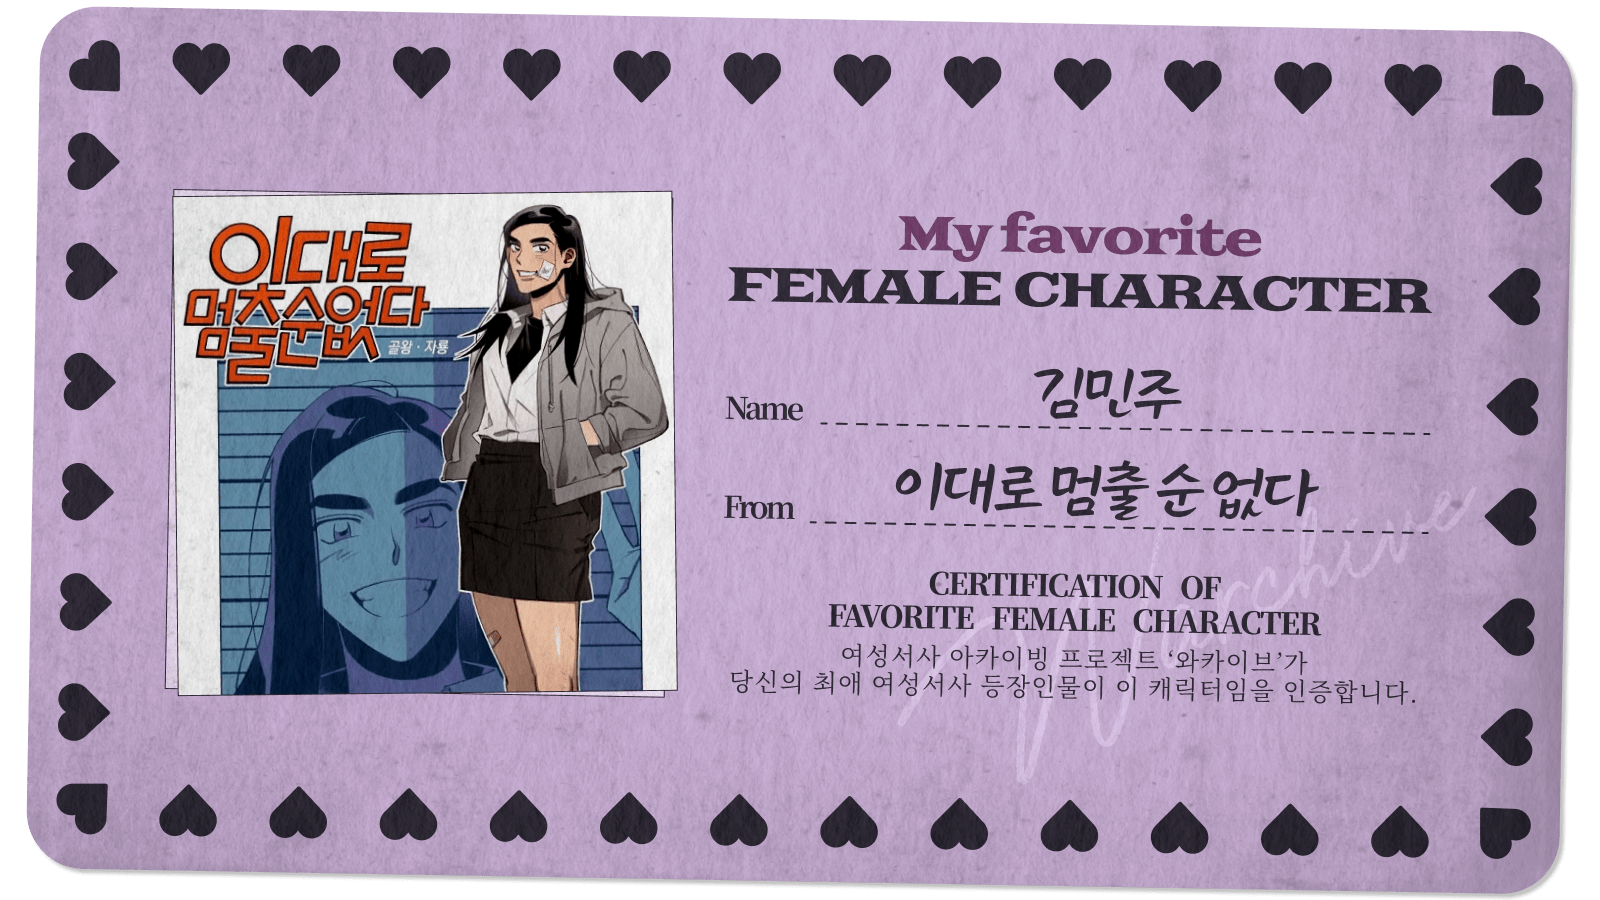 이대로
멈출순없다
골왕·자룡
My favorite
FEMALE CHARACTER
Name 김민주
From 이대로 멈출 순 없다
CERTIFICATION OF
FAVORITE FEMALE CHARACTER
여성서사 아카이빙 프로젝트 ‘와카이브’가
당신의 최애 여성서사 등장인물이 이 캐릭터임을 인증합니다.
W archive